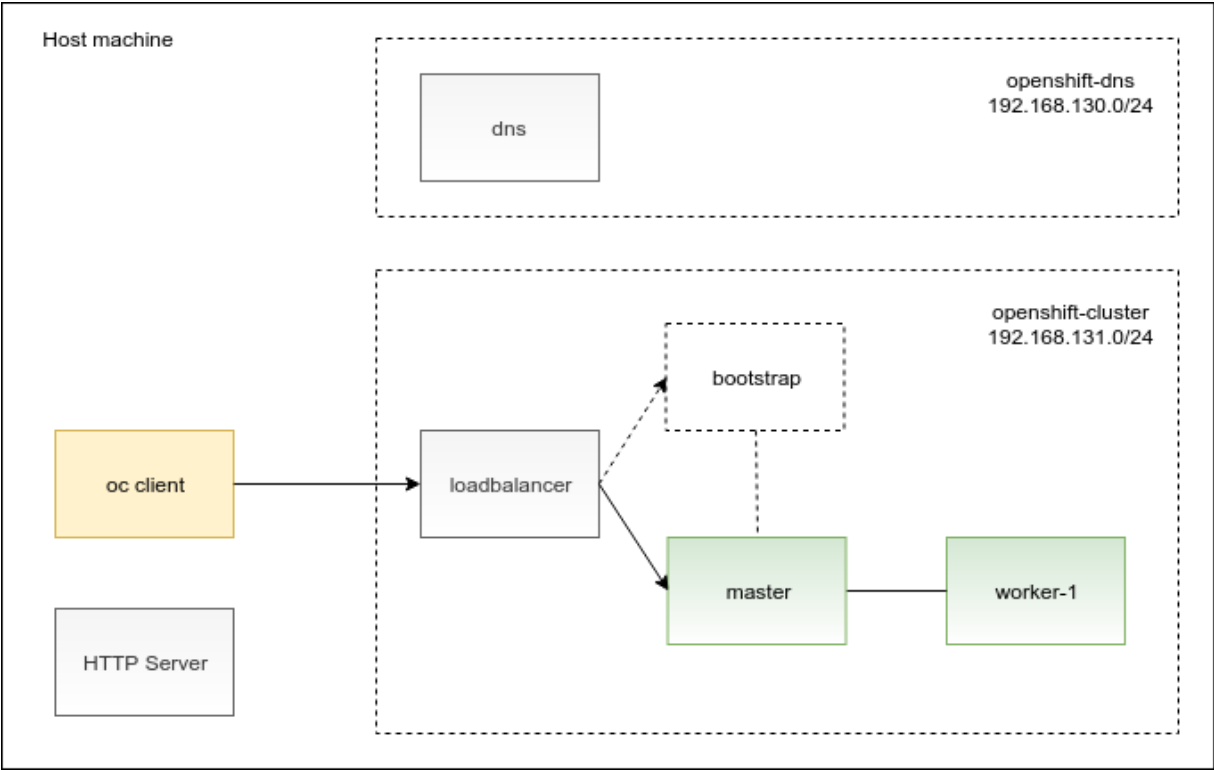 Host machine
openshift-dns
192.168.130.0/24
dns
openshift-cluster
192.168.131.0/24
bootstrap
oc client
loadbalancer
master
worker-1
HTTP Server